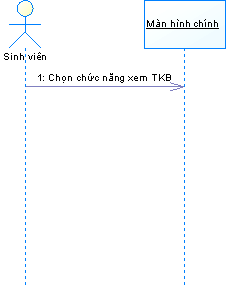 Màn hình chính
Sinh viên
1: Chọn chức năng xem TKB